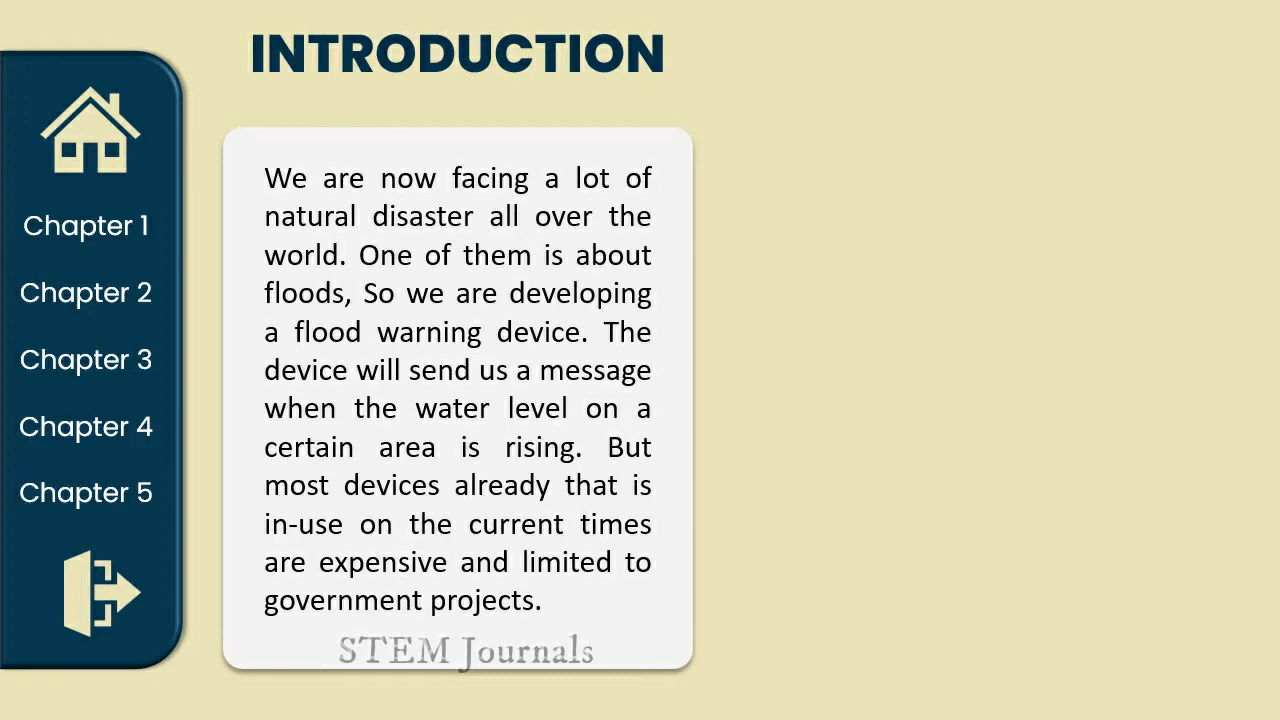 INTRODUCTION
Chapter 1
Chapter 2
Chapter 3
Chapter 4
Chapter 5
We are now facing a lot of
natural disaster all over the
world. One of them is about
floods, So we are developing
a flood warning device. The
device will send us a message
when the water level on a
certain area is rising. But
most devices already that is
in-use on the current times
are expensive and limited to
government projects.
STEM Journals